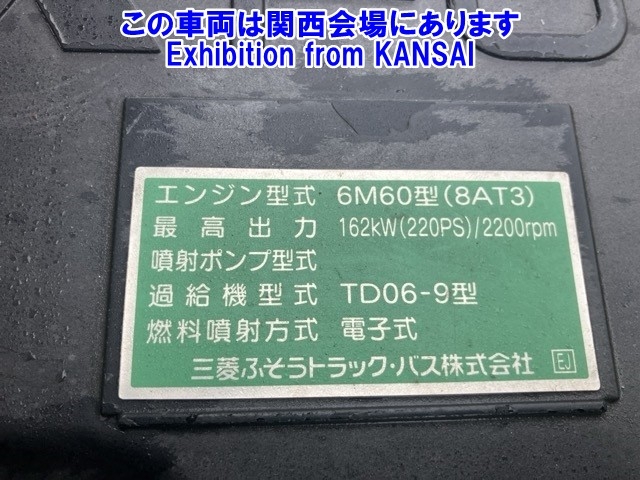 この車両は関西会場にあります
Exhibition from KANSAI
エンジン型式 6M60型(8AT3)
最高出力 162kW(220PS)/2200rpm
噴射ポンプ型式
過給機型式 TD06-9型
燃料噴射方式 電子式
三菱ふそうトラック・バス株式会社 EJ